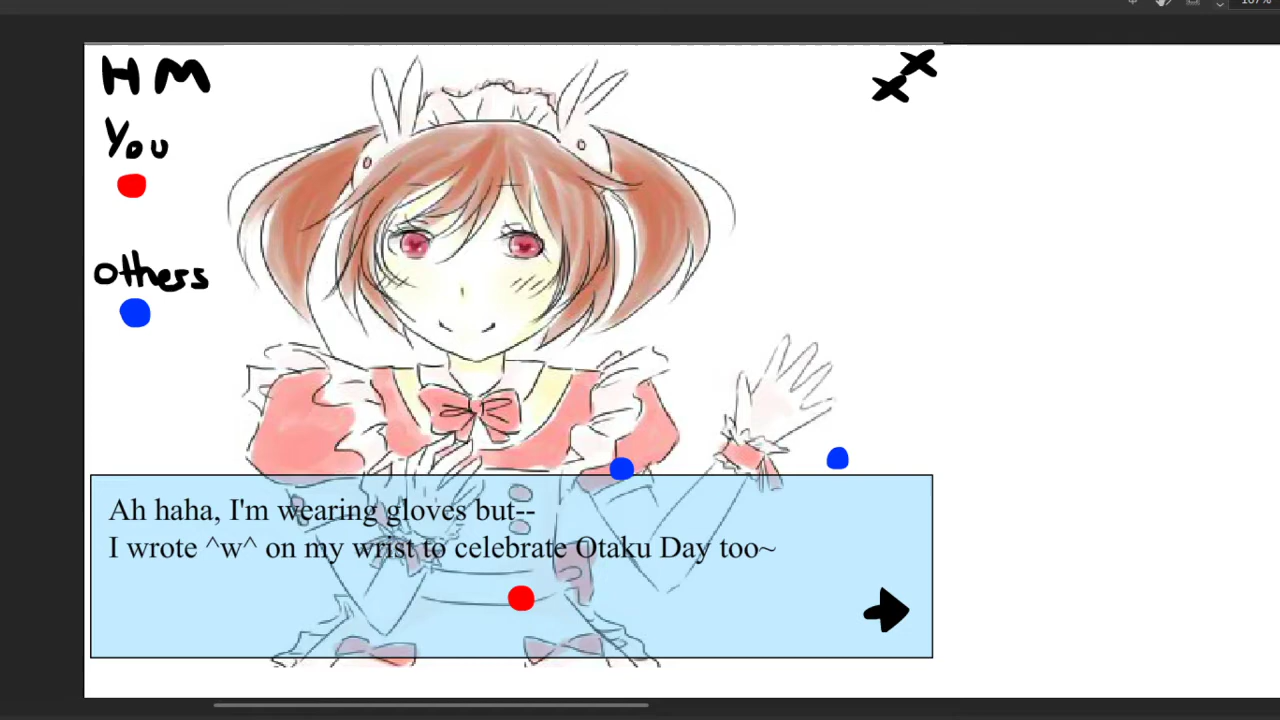 HM
You
others
Ah haha, I'm wearing gloves but--
I wrote ^w^ on my wrist to celebrate Otaku Day too~